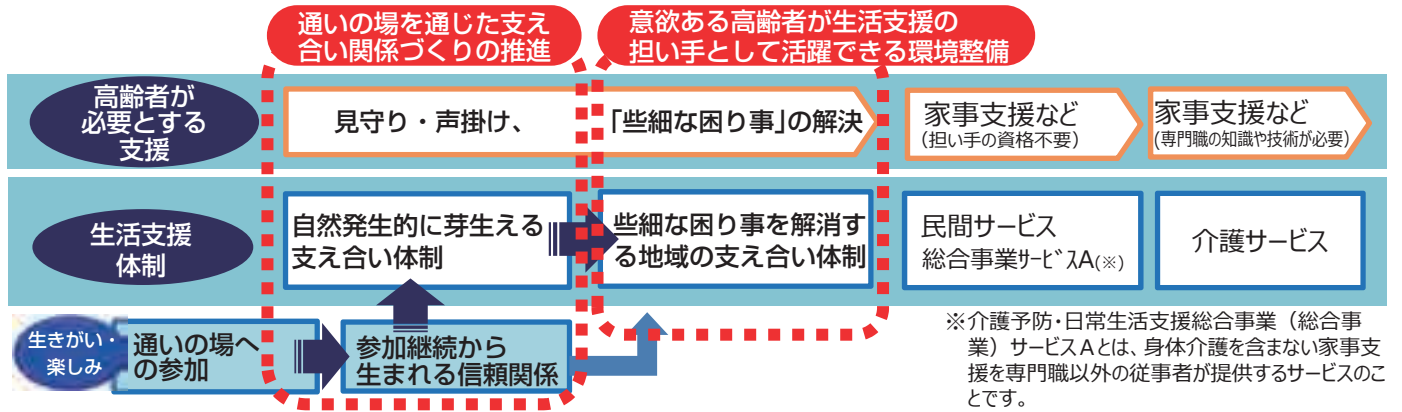 通いの場を通じた支え
合い関係づくりの推進
意欲ある高齢者が生活支援の
担い手として活躍できる環境整備
高齢者が
必要とする
支援
見守り・声掛け、
「些細な困り事」の解決
家事支援など
(担い手の資格不要)
家事支援など
(専門職の知識や技術が必要)
生活支援
体制
自然発生的に芽生える
支え合い体制
些細な困り事を解消す
る地域の支え合い体制
民間サービス
総合事業ｻｰﾋﾞｽA(※)
介護サービス
生きがい・
楽しみ
通いの場へ
の参加
参加継続から
生まれる信頼関係
※介護予防・日常生活支援総合事業（総合事
業）サービスAとは、身体介護を含まない家事支
援を専門職以外の従事者が提供するサービスのこ
とです。